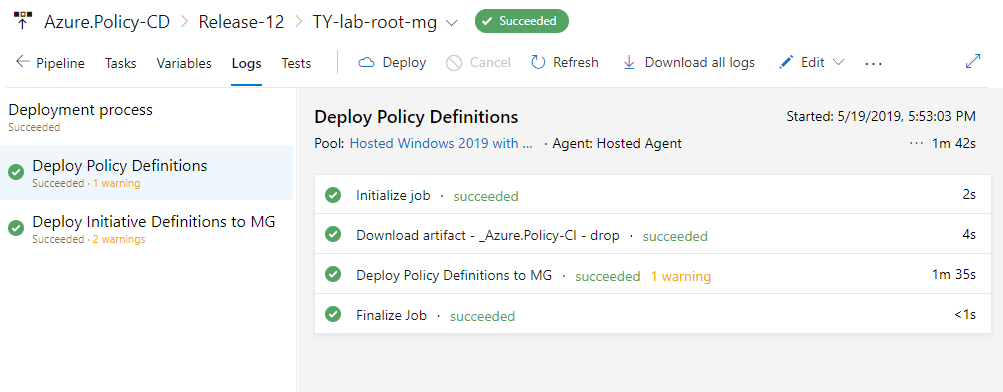 Azure.Policy-CD > Release-12 > TY-lab-root-mg Succeeded
Pipeline Tasks Variables Logs Tests Deploy Cancel Refresh Download all logs Edit ...
Deployment process
Succeeded
Deploy Policy Definitions
Succeeded · 1 warning
Deploy Initiative Definitions to MG
Succeeded · 2 warnings
Deploy Policy Definitions Started: 5/19/2019, 5:53:03 PM
Pool: Hosted Windows 2019 with ... · Agent: Hosted Agent ... 1m 42s
Initialize job · succeeded 2s
Download artifact - _Azure.Policy-CI - drop · succeeded 4s
Deploy Policy Definitions to MG · succeeded 1 warning 1m 35s
Finalize Job · succeeded <1s